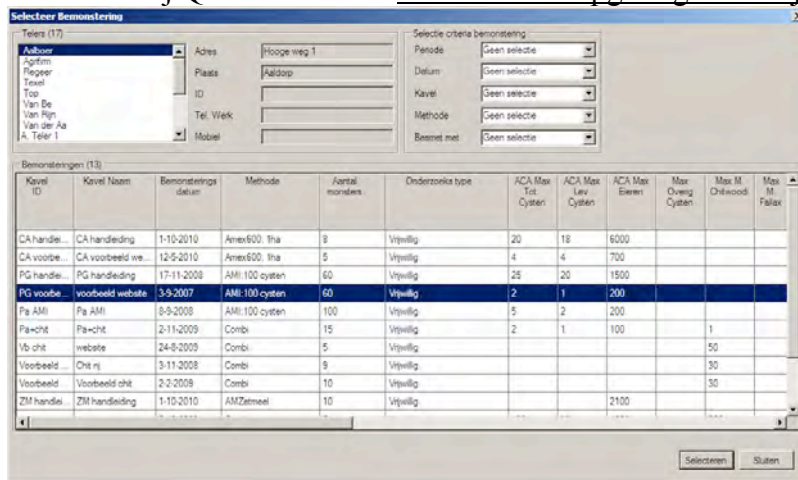 Selecteer Bemonstering
Telers (17)
Aalboer
Agrifirm
Regeer
Texel
Top
Van Be
Van Rijn
Van der Aa
A. Teler 1
Adres Hooge weg 1
Plaats Aaldorp
ID
Tel. Werk
Mobiel
Selectie criteria bemonstering
Periode Geen selectie
Datum Geen selectie
Kavel Geen selectie
Methode Geen selectie
Besmet met Geen selectie
Bemonsteringen (13)
Kavel ID Kavel Naam Bemonsterings datum Methode Aantal monsters Onderzoeks type ACA Max Tot. Cysten ACA Max Lev. Cysten ACA Max Eieren Max Overig Cysten Max M. Chitwoodi Max M. Fallax
CA handlei... CA handleiding 1-10-2010 Amex600: 1ha 8 Vrijwillig 20 18 6000
CA voorbe... CA voorbeeld we... 12-5-2010 Amex600: 1ha 5 Vrijwillig 4 4 700
PG handlei... PG handleiding 17-11-2008 AMI:100 cysten 60 Vrijwillig 25 20 1500
PG voorbe... voorbeeld website 3-9-2007 AMI:100 cysten 60 Vrijwillig 2 1 200
Pa AMI Pa AMI 8-9-2008 AMI:100 cysten 100 Vrijwillig 5 2 200
Pa+cht Pa+cht 2-11-2009 Combi 15 Vrijwillig 2 1 100 1
Vb chit website 24-8-2009 Combi 5 Vrijwillig 50
Voorbeeld ... Chit nj 3-11-2008 Combi 9 Vrijwillig 30
Voorbeeld Voorbeeld chit 2-2-2009 Combi 10 Vrijwillig 30
ZM handlei... ZM handleiding 1-10-2010 AMZetmeel 10 Vrijwillig 2100
Selecteren Sluiten